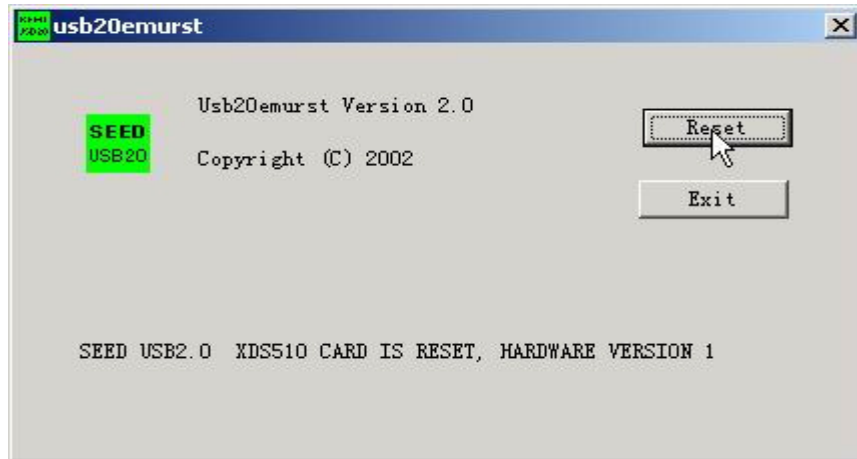 usb20emurst
Usb20emurst Version 2.0
SEED
USB20
Copyright (C) 2002
Reset
Exit
SEED USB2.0 XDS510 CARD IS RESET, HARDWARE VERSION 1